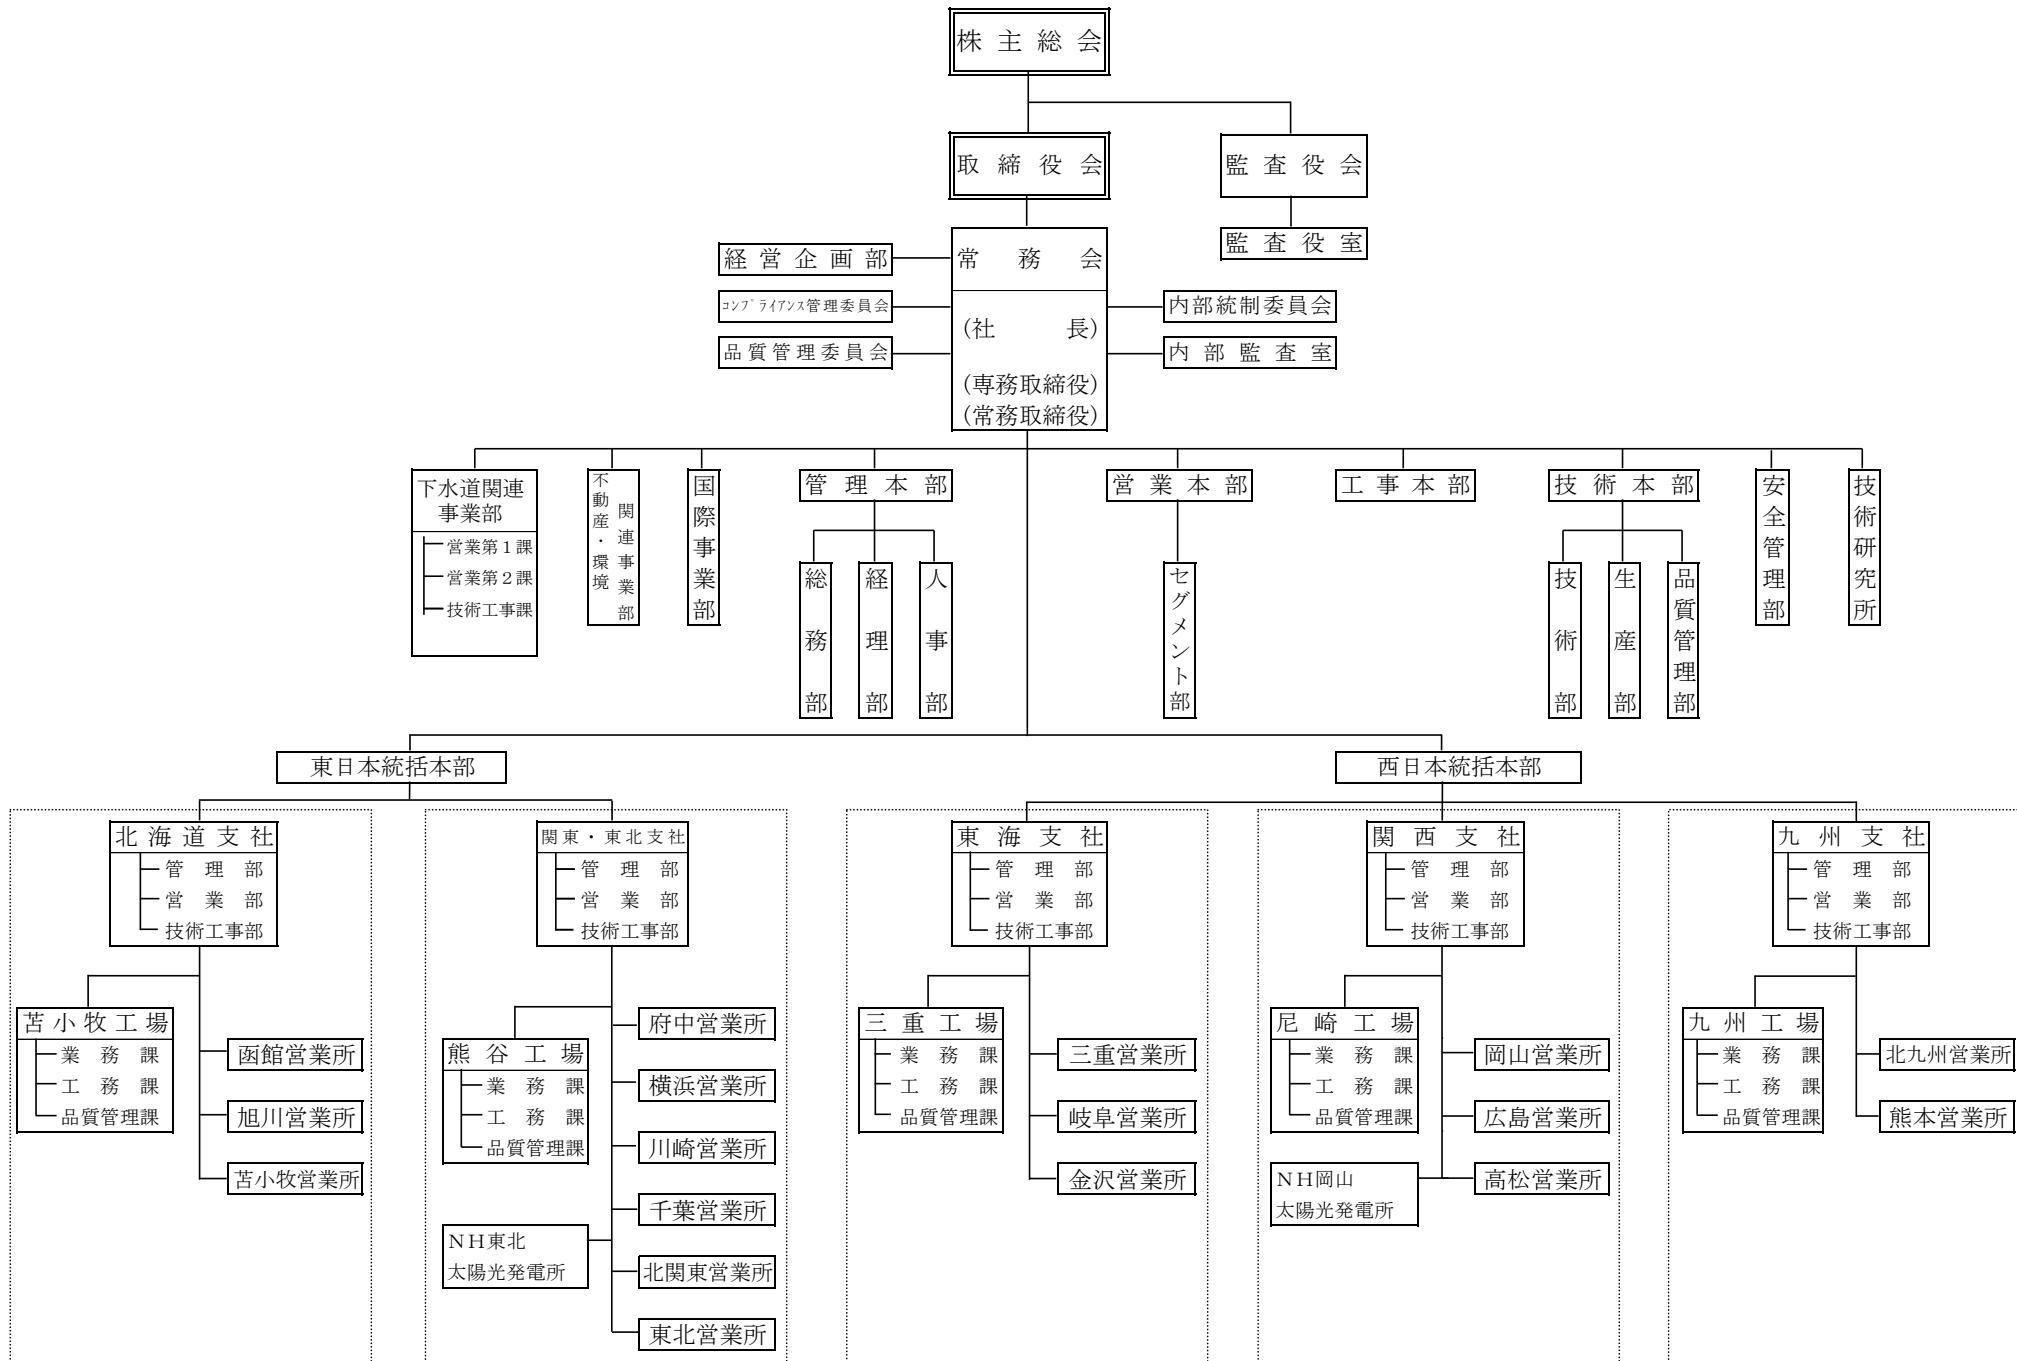 株主総会
取締役会
監査役会
監査役室
経営企画部
コンプライアンス管理委員会
品質管理委員会
常務会
(社長)
(専務取締役)
(常務取締役)
内部統制委員会
内部監査室
下水道関連
事業部
営業第1課
営業第2課
技術工事課
不動産・環境
関連事業部
国際事業部
管理本部
総務部
経理部
人事部
営業本部
セグメント部
工事本部
技術本部
技術部
生産部
品質管理部
安全管理部
技術研究所
東日本統括本部
西日本統括本部
北海道支社
管理部
営業部
技術工事部
苫小牧工場
業務課
工務課
品質管理課
函館営業所
旭川営業所
苫小牧営業所
関東・東北支社
管理部
営業部
技術工事部
熊谷工場
業務課
工務課
品質管理課
NH東北
太陽光発電所
府中営業所
横浜営業所
川崎営業所
千葉営業所
北関東営業所
東北営業所
東海支社
管理部
営業部
技術工事部
三重工場
業務課
工務課
品質管理課
三重営業所
岐阜営業所
金沢営業所
関西支社
管理部
営業部
技術工事部
尼崎工場
業務課
工務課
品質管理課
NH岡山
太陽光発電所
岡山営業所
広島営業所
高松営業所
九州支社
管理部
営業部
技術工事部
九州工場
業務課
工務課
品質管理課
北九州営業所
熊本営業所